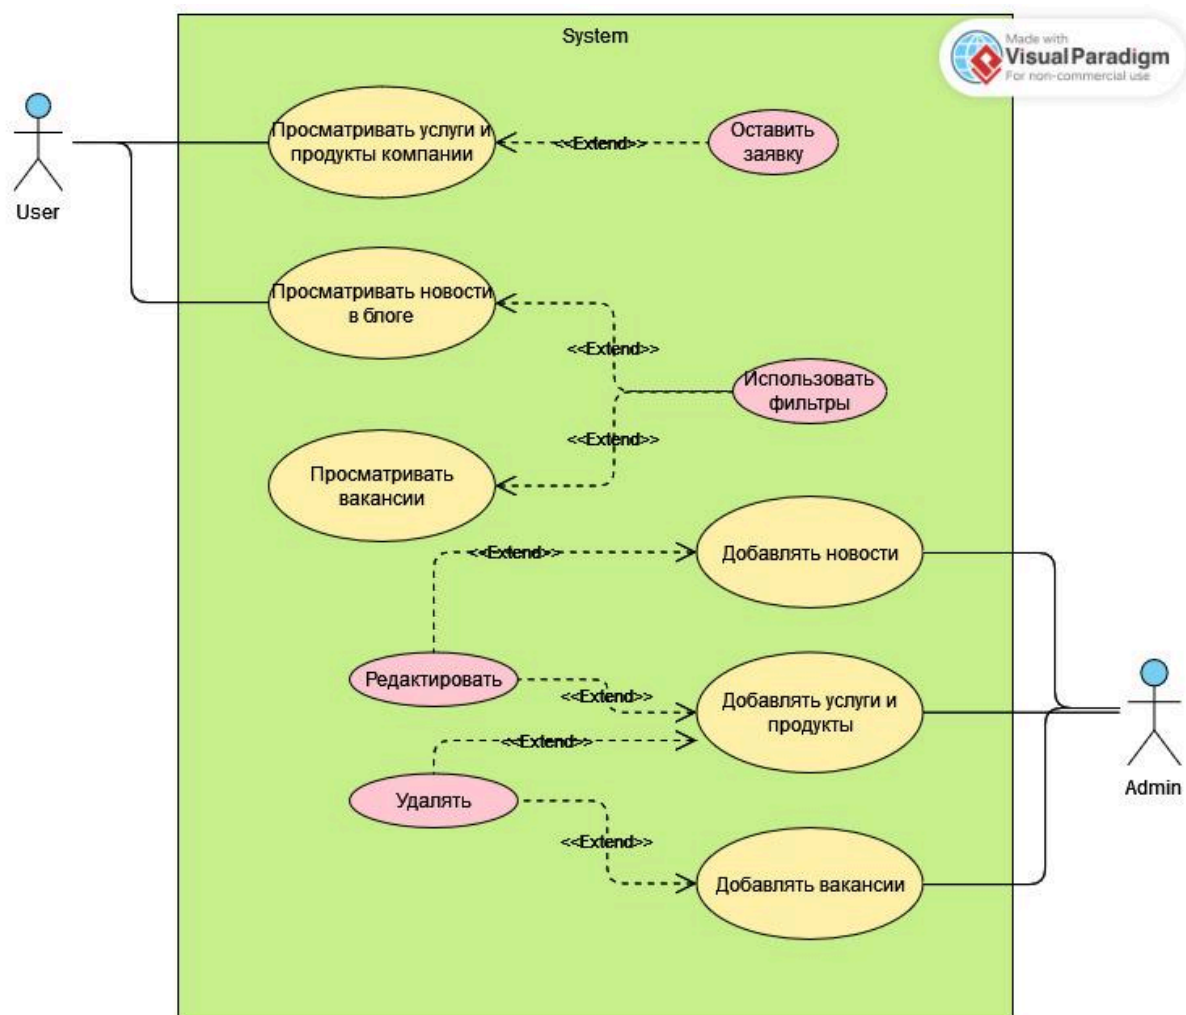 System
Made with
Visual Paradigm
For non-commercial use
Просматривать услуги и
продукты компании
<<Extend>>
Оставить
заявку
User
Просматривать новости
в блоге
<<Extend>>
Использовать
фильтры
<<Extend>>
Просматривать
вакансии
<<Extend>>
Добавлять новости
Редактировать
<<Extend>>
Добавлять услуги и
продукты
<<Extend>>
Admin
Удалять
<<Extend>>
Добавлять вакансии